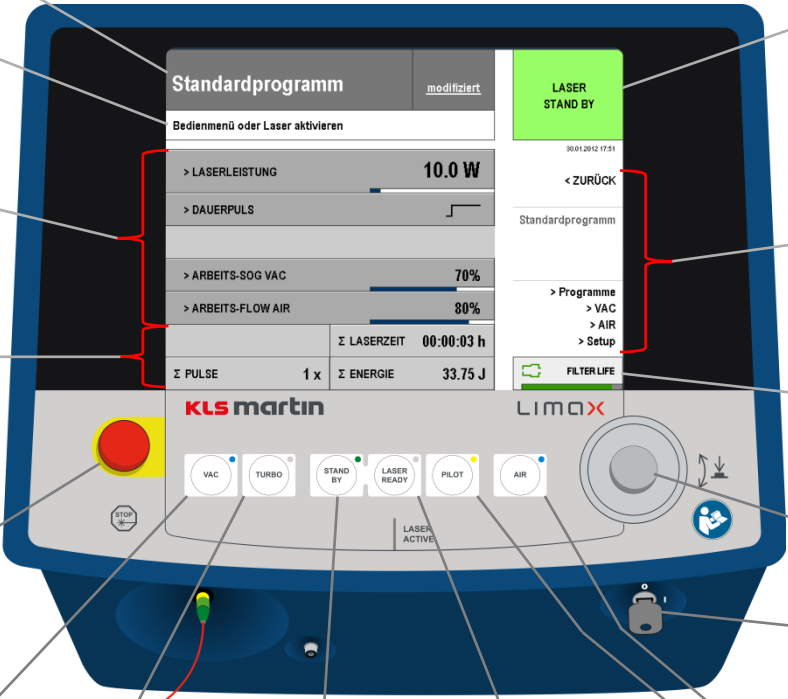 Standardprogramm
modifiziert
LASER
STAND BY
Bedienmenü oder Laser aktivieren
30.01.2012 17:51
> LASERLEISTUNG 10.0 W
< ZURÜCK
> DAUERPULS
Standardprogramm
> ARBEITS-SOG VAC 70%
> ARBEITS-FLOW AIR 80%
> Programme
> VAC
> AIR
> Setup
Σ LASERZEIT 00:00:03 h
Σ PULSE 1 x
Σ ENERGIE 33.75 J
FILTER LIFE
KLS martin
LIMAX
VAC
TURBO
STAND
BY
LASER
READY
PILOT
AIR
STOP
LASER
ACTIVE
O
I